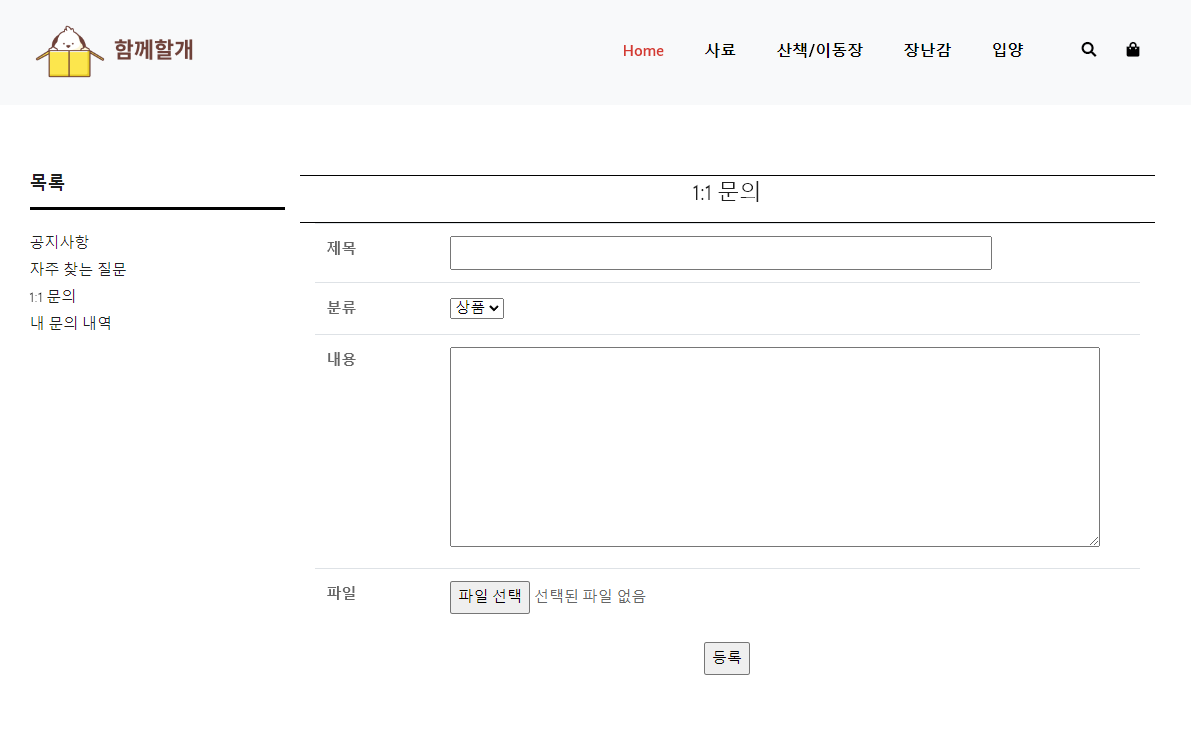 함께할개
Home 사료 산책/이동장 장난감 입양
목록
공지사항
자주 찾는 질문
1:1 문의
내 문의 내역
1:1 문의
제목
분류 상품
내용
파일 파일 선택 선택된 파일 없음
등록